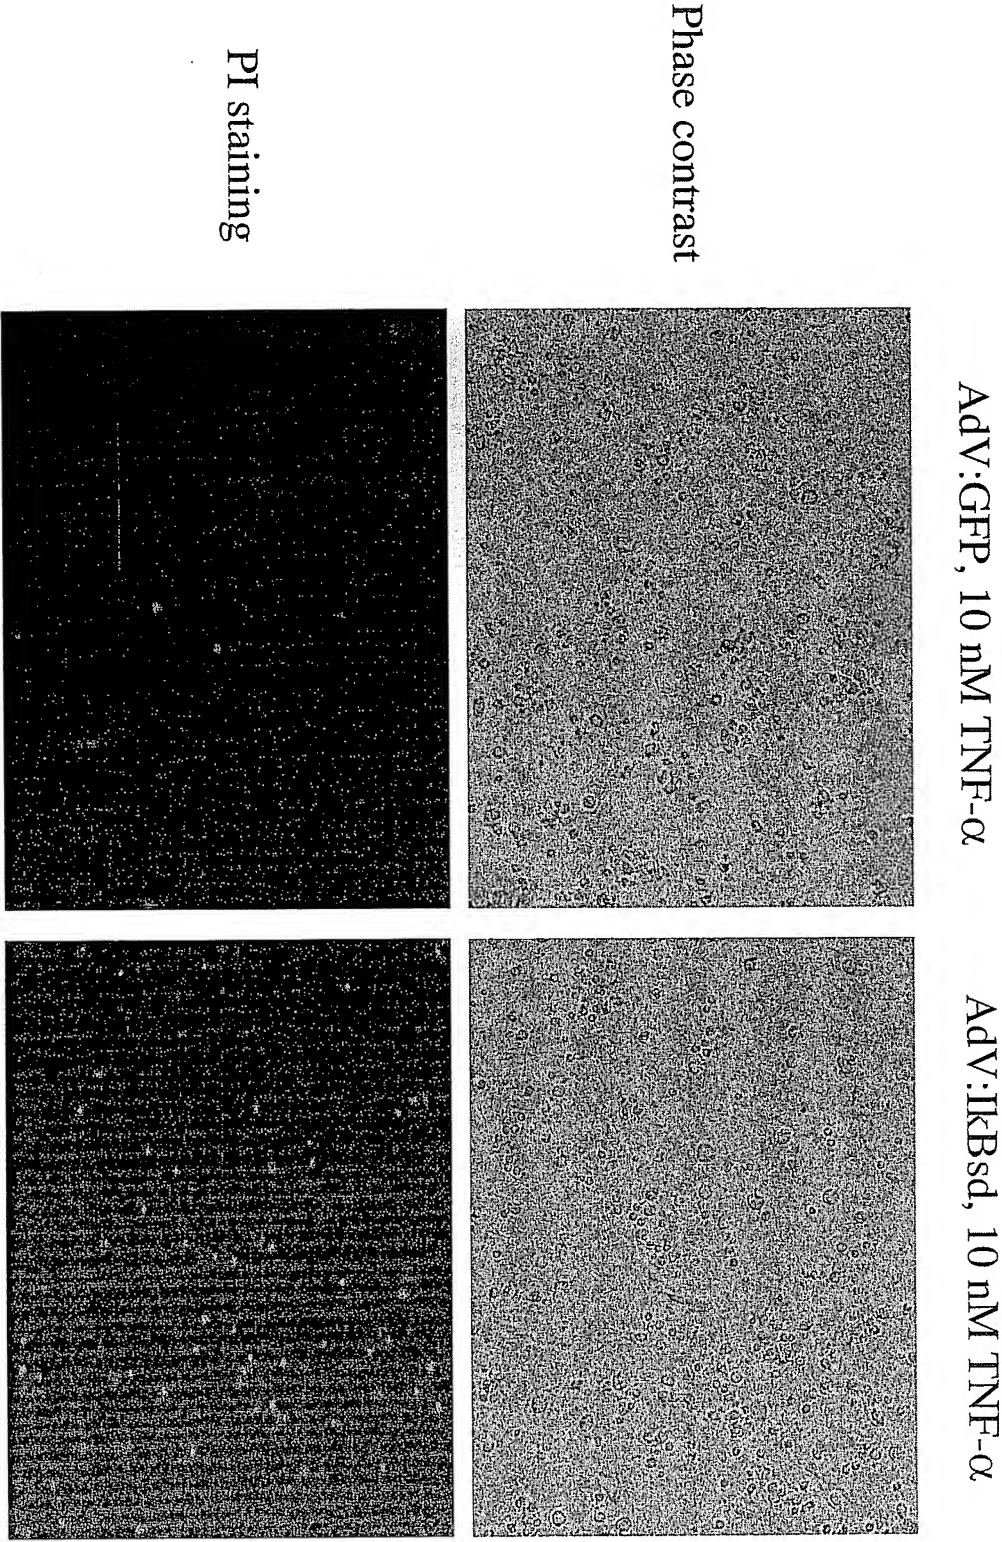 AdV:GFP, 10 nM TNF-α
AdV:IkBsd, 10 nM TNF-α
Phase contrast
PI staining